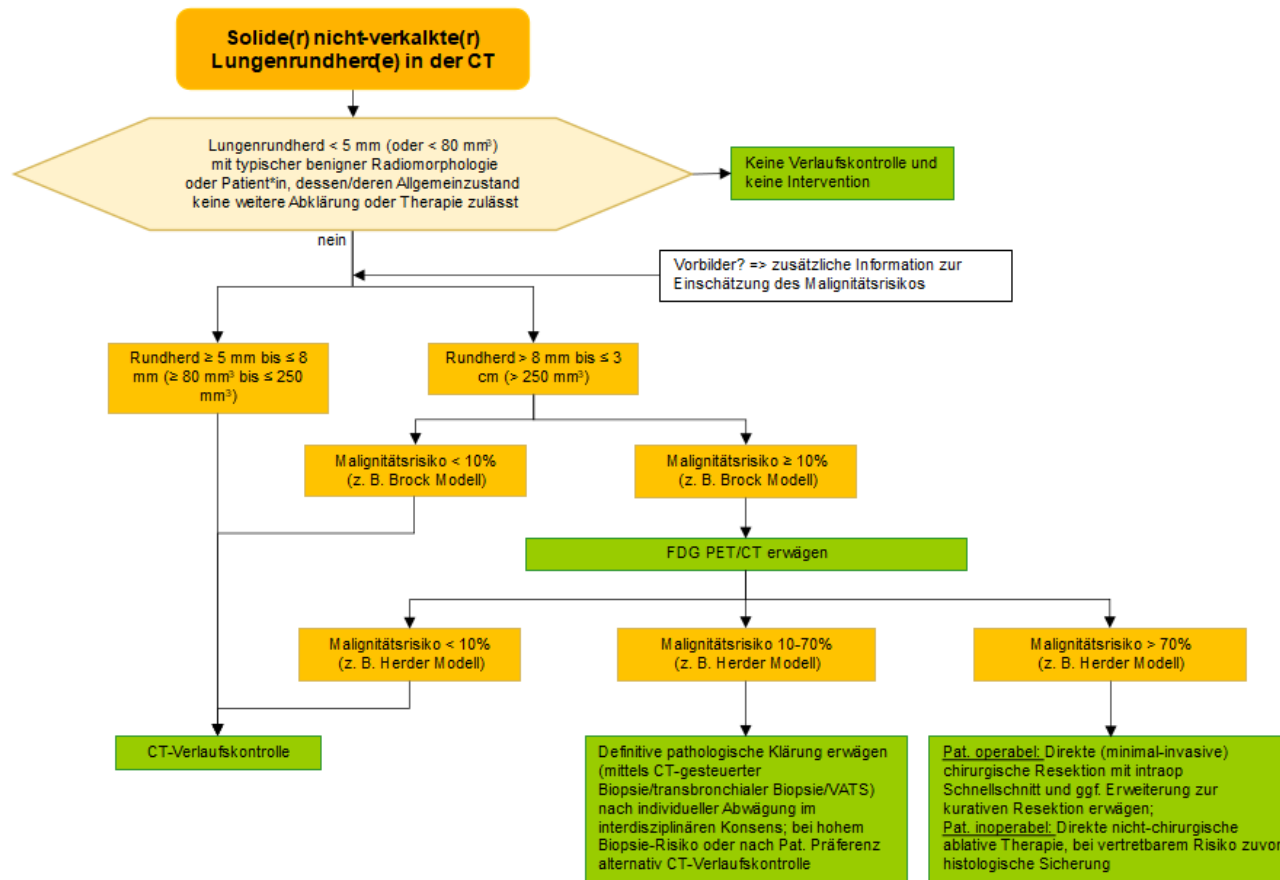 Solide(r) nicht-verkalkte(r)
Lungenrundherd(e) in der CT
Lungenrundherd < 5 mm (oder < 80 mm³)
mit typischer benigner Radiomorphologie
oder Patient*in, dessen/deren Allgemeinzustand
keine weitere Abklärung oder Therapie zulässt
Keine Verlaufskontrolle und
keine Intervention
nein
Vorbilder? => zusätzliche Information zur
Einschätzung des Malignitätsrisikos
Rundherd ≥ 5 mm bis ≤ 8
mm (≥ 80 mm³ bis ≤ 250
mm³)
Rundherd > 8 mm bis ≤ 3
cm (> 250 mm³)
Malignitätsrisiko < 10%
(z. B. Brock Modell)
Malignitätsrisiko ≥ 10%
(z. B. Brock Modell)
FDG PET/CT erwägen
Malignitätsrisiko < 10%
(z. B. Herder Modell)
Malignitätsrisiko 10-70%
(z. B. Herder Modell)
Malignitätsrisiko > 70%
(z. B. Herder Modell)
CT-Verlaufskontrolle
Definitive pathologische Klärung erwägen
(mittels CT-gesteuerter
Biopsie/transbronchialer Biopsie/VATS)
nach individueller Abwägung im
interdisziplinären Konsens; bei hohem
Biopsie-Risiko oder nach Pat. Präferenz
alternativ CT-Verlaufskontrolle
Pat. operabel: Direkte (minimal-invasive)
chirurgische Resektion mit intraop
Schnellschnitt und ggf. Erweiterung zur
kurativen Resektion erwägen;
Pat. inoperabel: Direkte nicht-chirurgische
ablative Therapie, bei vertretbarem Risiko zuvor
histologische Sicherung